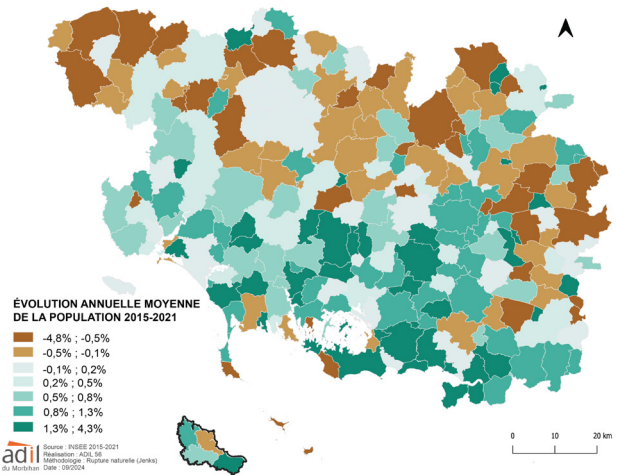 ÉVOLUTION ANNUELLE MOYENNE
DE LA POPULATION 2015-2021
-4,8% ; -0,5%
-0,5% ; -0,1%
-0,1% ; 0,2%
0,2% ; 0,5%
0,5% ; 0,8%
0,8% ; 1,3%
1,3% ; 4,3%
adil
du Morbihan
Source : INSEE 2015-2021
Réalisation : ADIL 56
Méthodologie : Rupture naturelle (Jenks)
Date : 09/2024
0 10 20 km